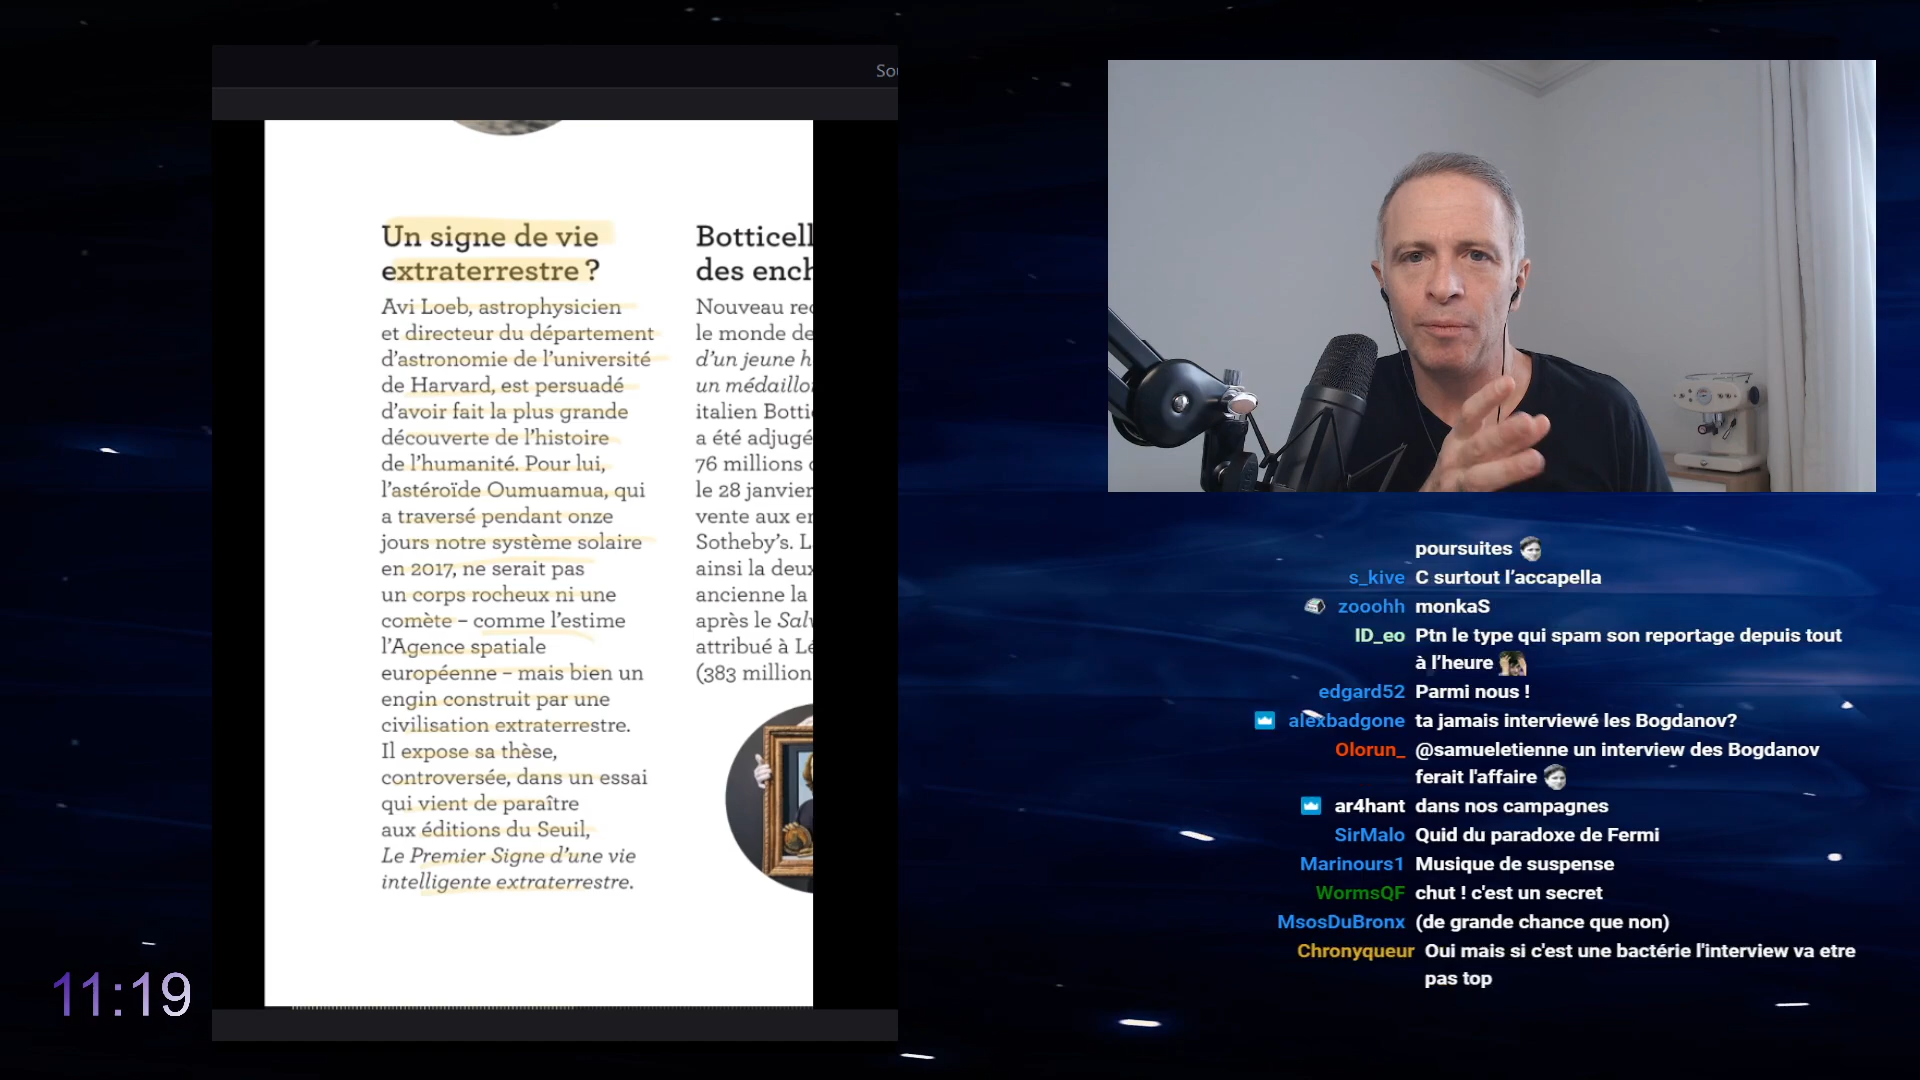 Sou
Un signe de vie
extraterrestre ?
Avi Loeb, astrophysicien
et directeur du département
d'astronomie de l'université
de Harvard, est persuadé
d'avoir fait la plus grande
découverte de l'histoire
de l'humanité. Pour lui,
l'astéroïde Oumuamua, qui
a traversé pendant onze
jours notre système solaire
en 2017, ne serait pas
un corps rocheux ni une
comète – comme l'estime
l'Agence spatiale
européenne – mais bien un
engin construit par une
civilisation extraterrestre.
Il expose sa thèse,
controversée, dans un essai
qui vient de paraître
aux éditions du Seuil,
Le Premier Signe d'une vie
intelligente extraterrestre.
Botticell
des ench
Nouveau rec
le monde de
d'un jeune h
un médaillo
italien Botti
a été adjugé
76 millions
le 28 janvier
vente aux en
Sotheby's. L
ainsi la deux
ancienne la
après le Salv
attribué à Lé
(383 million
11:19
poursuites
s_kive C surtout l'accapella
zooohh monkaS
ID_eo Ptn le type qui spam son reportage depuis tout
à l'heure
edgard52 Parmi nous !
alexbadgone ta jamais interviewé les Bogdanov?
Olorun_ @samueletienne un interview des Bogdanov
ferait l'affaire
ar4hant dans nos campagnes
SirMalo Quid du paradoxe de Fermi
Marinours1 Musique de suspense
WormsQF chut ! c'est un secret
MsosDuBronx (de grande chance que non)
Chronyqueur Oui mais si c'est une bactérie l'interview va etre
pas top